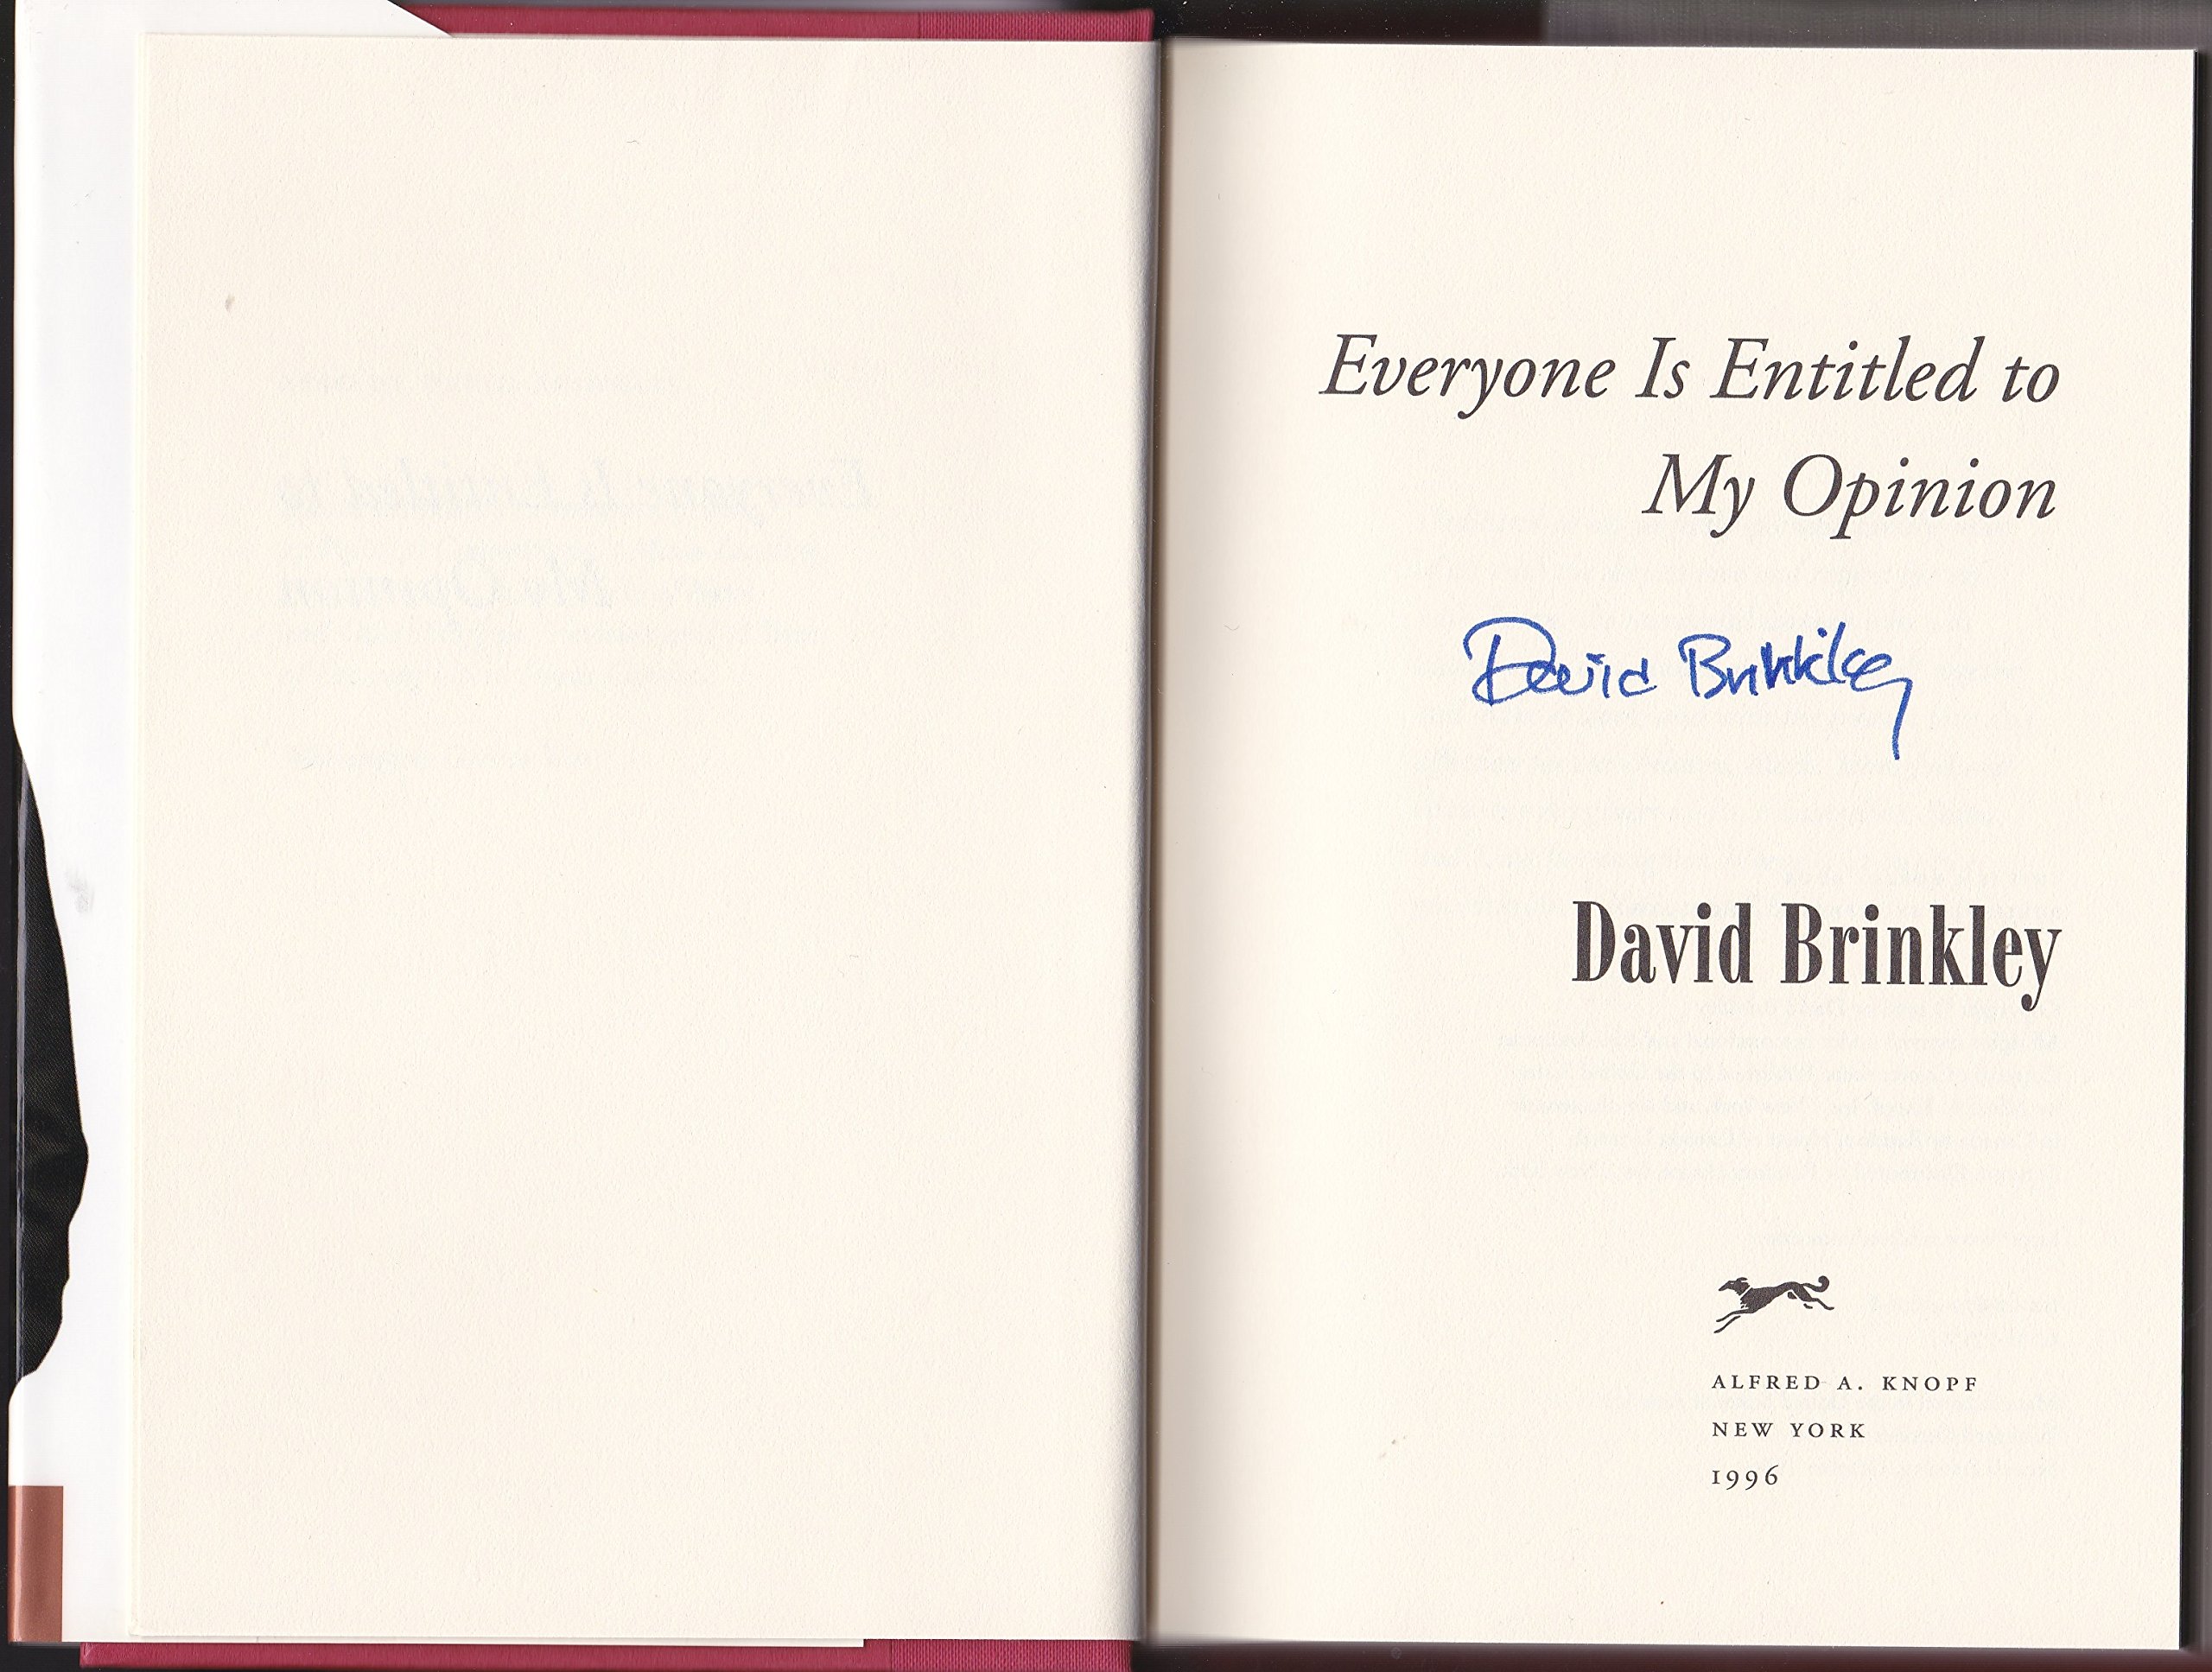 Everyone Is Entitled to
My Opinion
David Brinkley
David Brinkley
ALFRED A. KNOPF
NEW YORK
1996